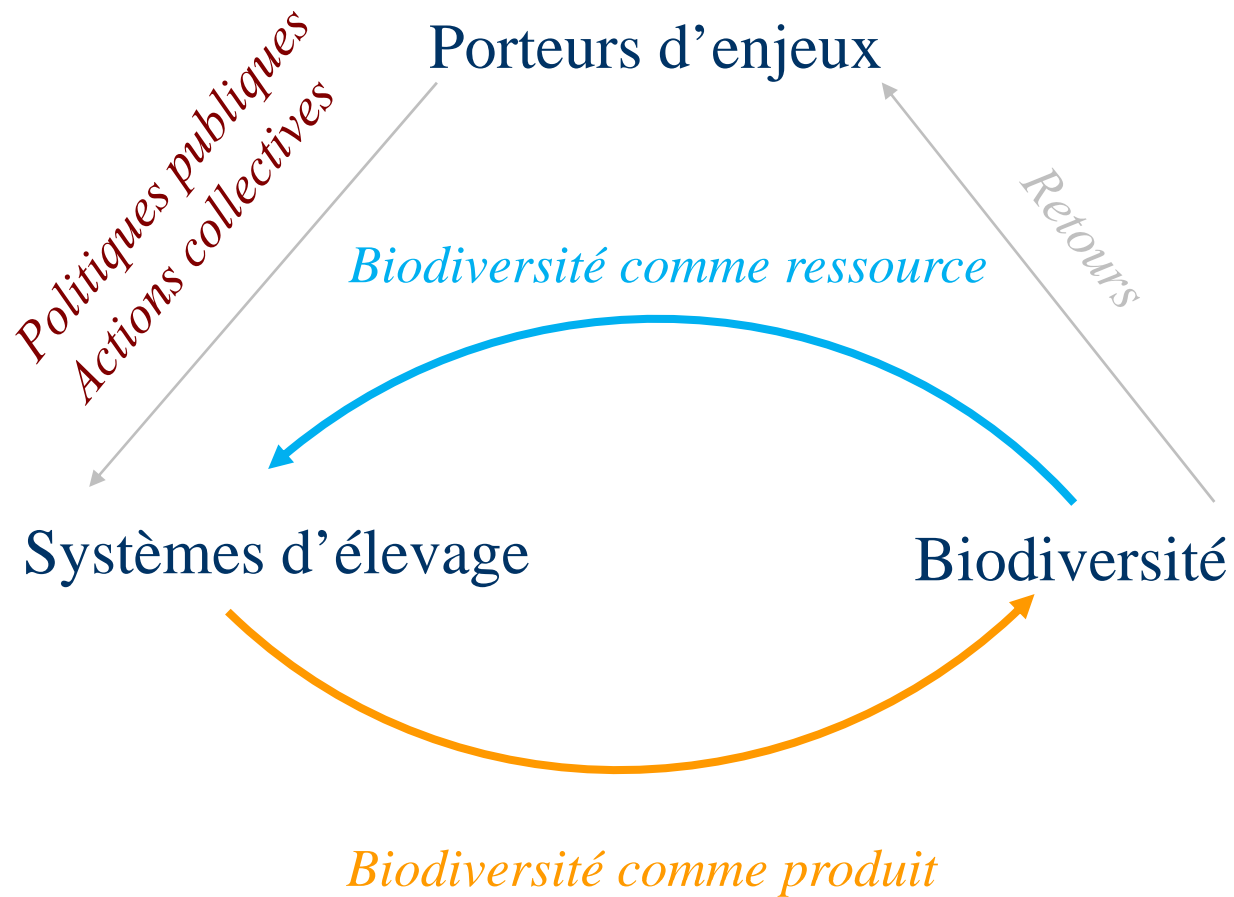 Porteurs d’enjeux
Politiques publiques
Actions collectives
Retours
Biodiversité comme ressource
Systèmes d’élevage
Biodiversité
Biodiversité comme produit